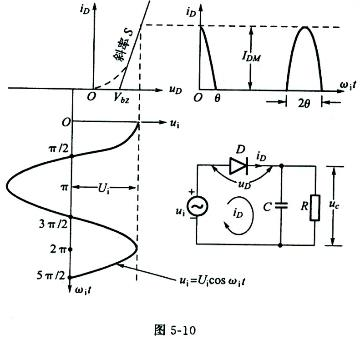 i_D
斜率 S
O
V_bz
u_D
i_D
I_DM
O
θ
2θ
ω_i t
O
u_i
π/2
π
U_i
3π/2
2π
5π/2
ω_i t
u_i=U_i cos ω_i t
D
i_D
u_D
+
u_i
i_D
C
R
u_c
图 5-10